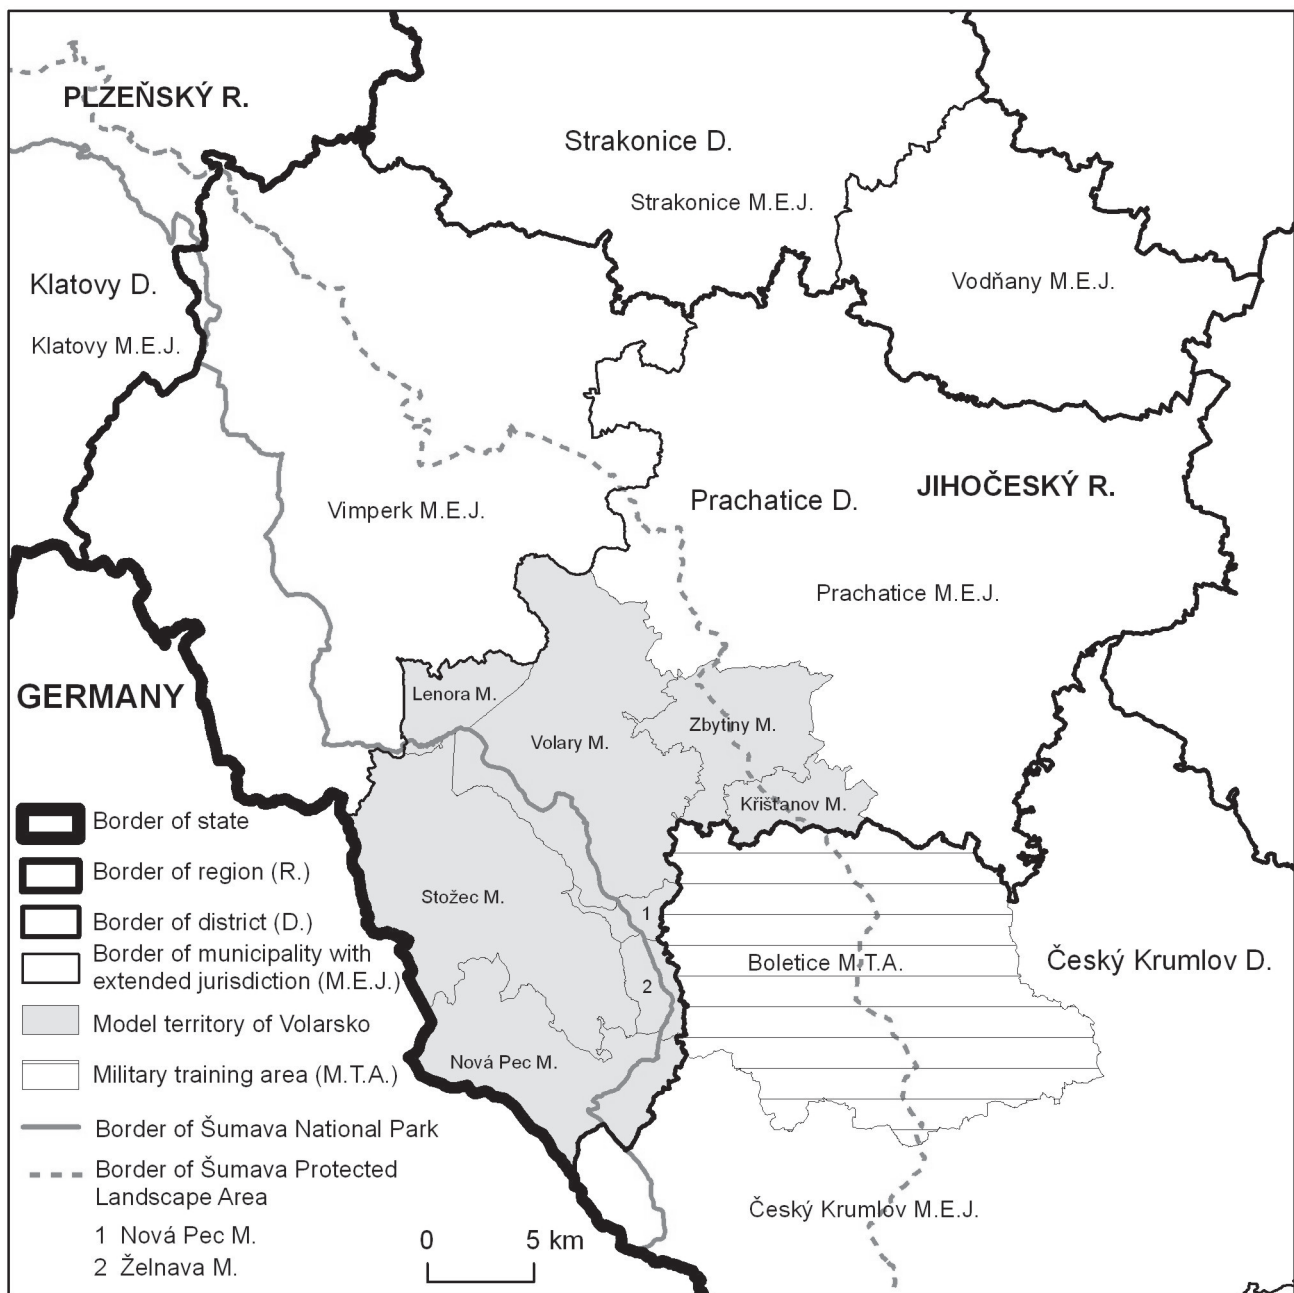 PLZEŇSKÝ R.
Strakonice D.
Strakonice M.E.J.
Klatovy D.
Vodňany M.E.J.
Klatovy M.E.J.
Prachatice D.
JIHOČESKÝ R.
Vimperk M.E.J.
Prachatice M.E.J.
GERMANY
Lenora M.
Zbytiny M.
Volary M.
Křišťanov M.
Stožec M.
1
Boletice M.T.A.
Český Krumlov D.
2
Nová Pec M.
Český Krumlov M.E.J.
Border of state
Border of region (R.)
Border of district (D.)
Border of municipality with
extended jurisdiction (M.E.J.)
Model territory of Volarsko
Military training area (M.T.A.)
Border of Šumava National Park
Border of Šumava Protected
Landscape Area
1 Nová Pec M.
2 Želnava M.
0 5 km